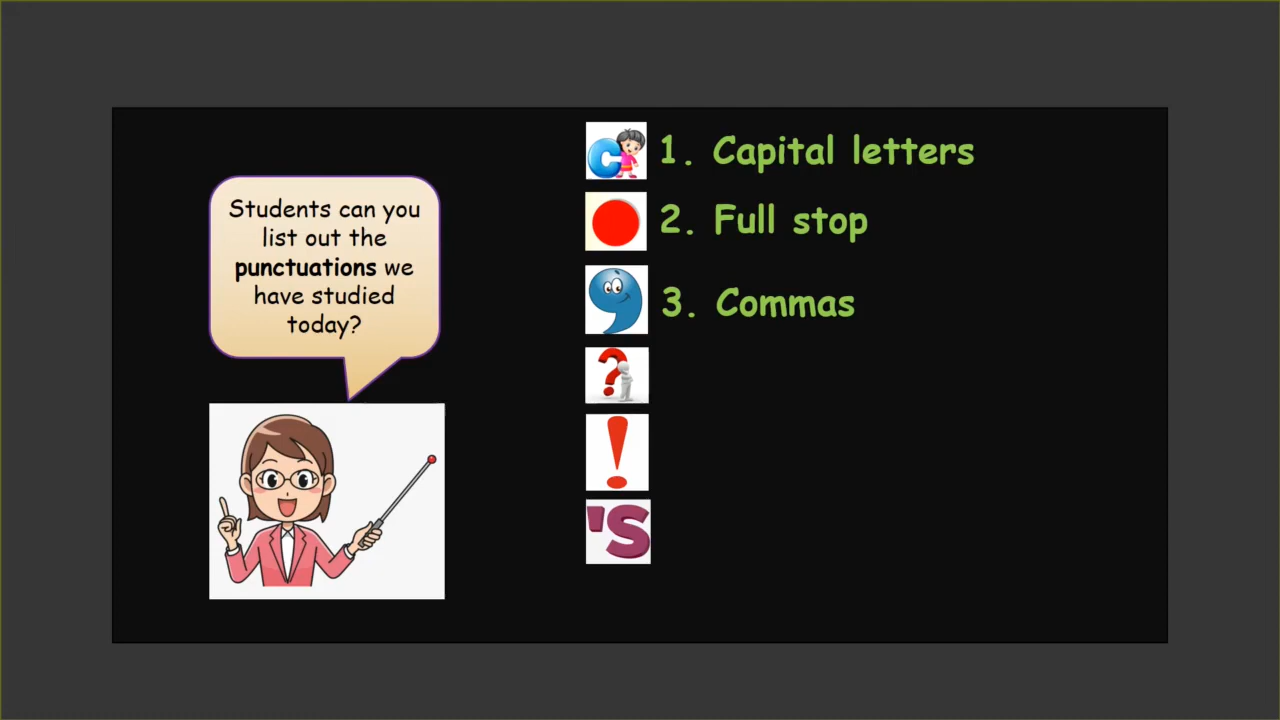 Students can you
list out the
punctuations we
have studied
today?
1. Capital letters
2. Full stop
3. Commas
?
!
'S